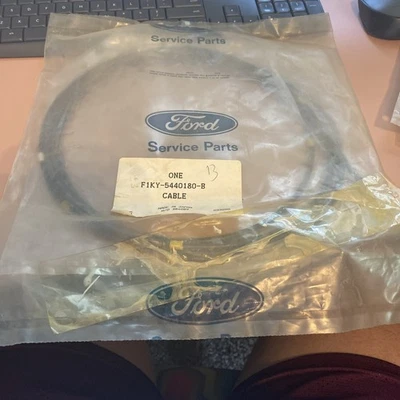 Service Parts
Ford
Service Parts
ONE 13
F1KY-5440180-B
CABLE
Ford